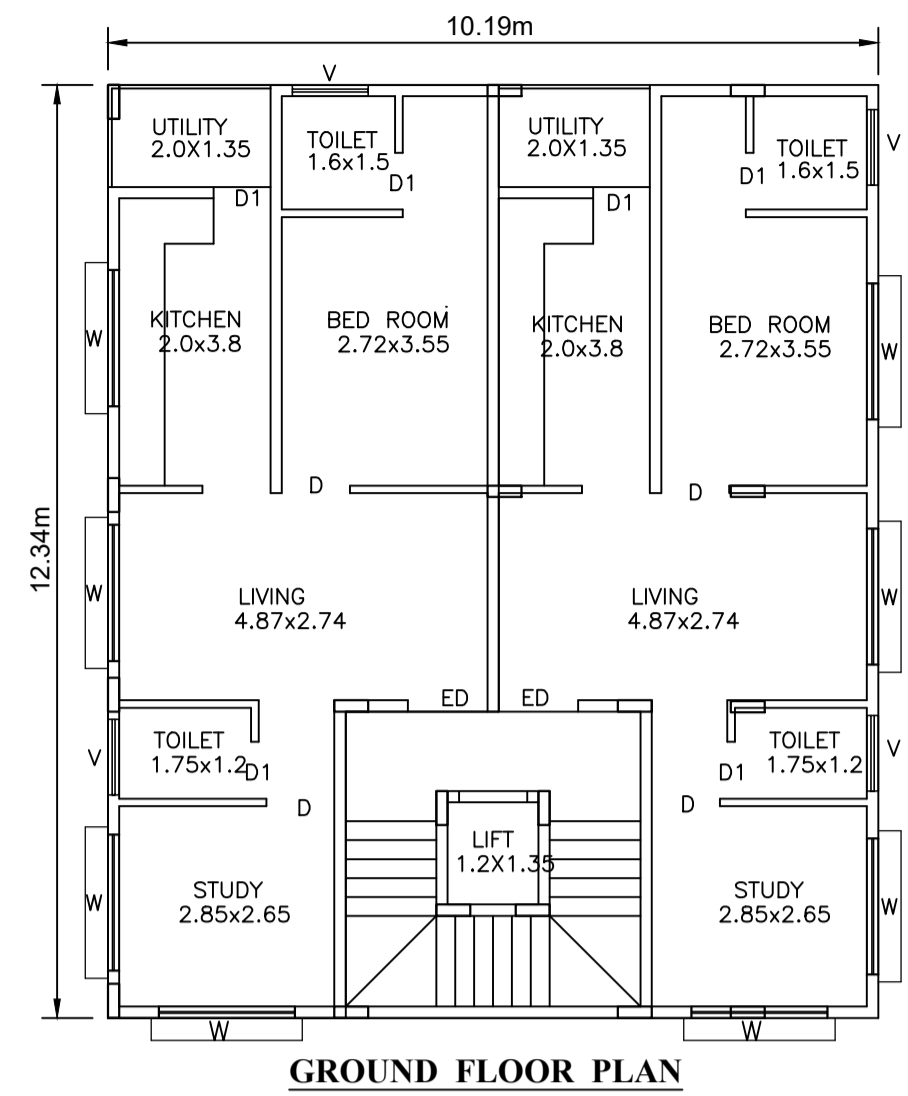 10.19m
V
UTILITY
2.0X1.35
TOILET
1.6x1.5
D1
D1
UTILITY
2.0X1.35
D1
TOILET
1.6x1.5
D1
V
KITCHEN
2.0x3.8
W
BED ROOM
2.72x3.55
KITCHEN
2.0x3.8
BED ROOM
2.72x3.55
W
D
D
12.34m
W
LIVING
4.87x2.74
LIVING
4.87x2.74
W
ED
ED
V
TOILET
1.75x1.2
D1
D
TOILET
1.75x1.2
D1
D
V
LIFT
1.2X1.35
W
STUDY
2.85x2.65
STUDY
2.85x2.65
W
W
W
GROUND FLOOR PLAN